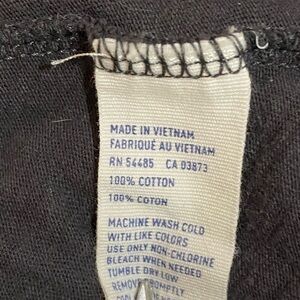 MADE IN VIETNAM
FABRIQUÉ AU VIETNAM
RN 54485 CA 03873
100% COTTON
100% COTON
MACHINE WASH COLD
WITH LIKE COLORS
USE ONLY NON-CHLORINE
BLEACH WHEN NEEDED
TUMBLE DRY LOW
REMOVE PROMPTLY